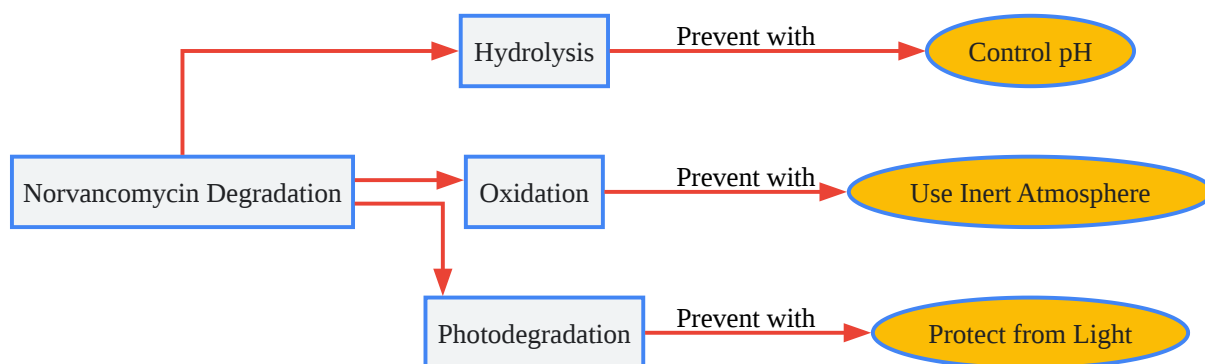 Hydrolysis
Prevent with
Control pH
Norvancomycin Degradation
Oxidation
Prevent with
Use Inert Atmosphere
Photodegradation
Prevent with
Protect from Light